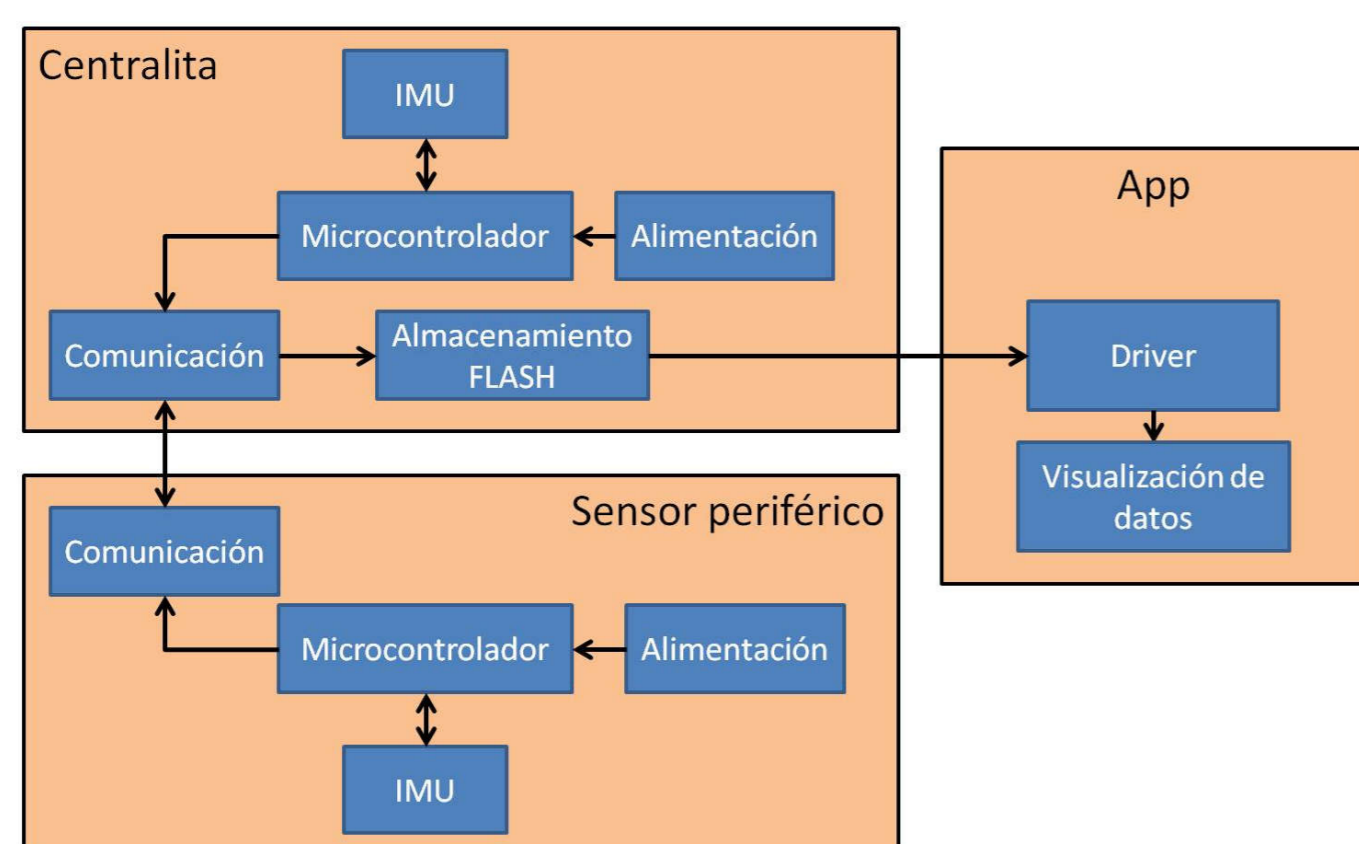 Centralita
IMU
Microcontrolador
Alimentación
Comunicación
Almacenamiento
FLASH
App
Driver
Visualización de
datos
Sensor periférico
Comunicación
Microcontrolador
Alimentación
IMU